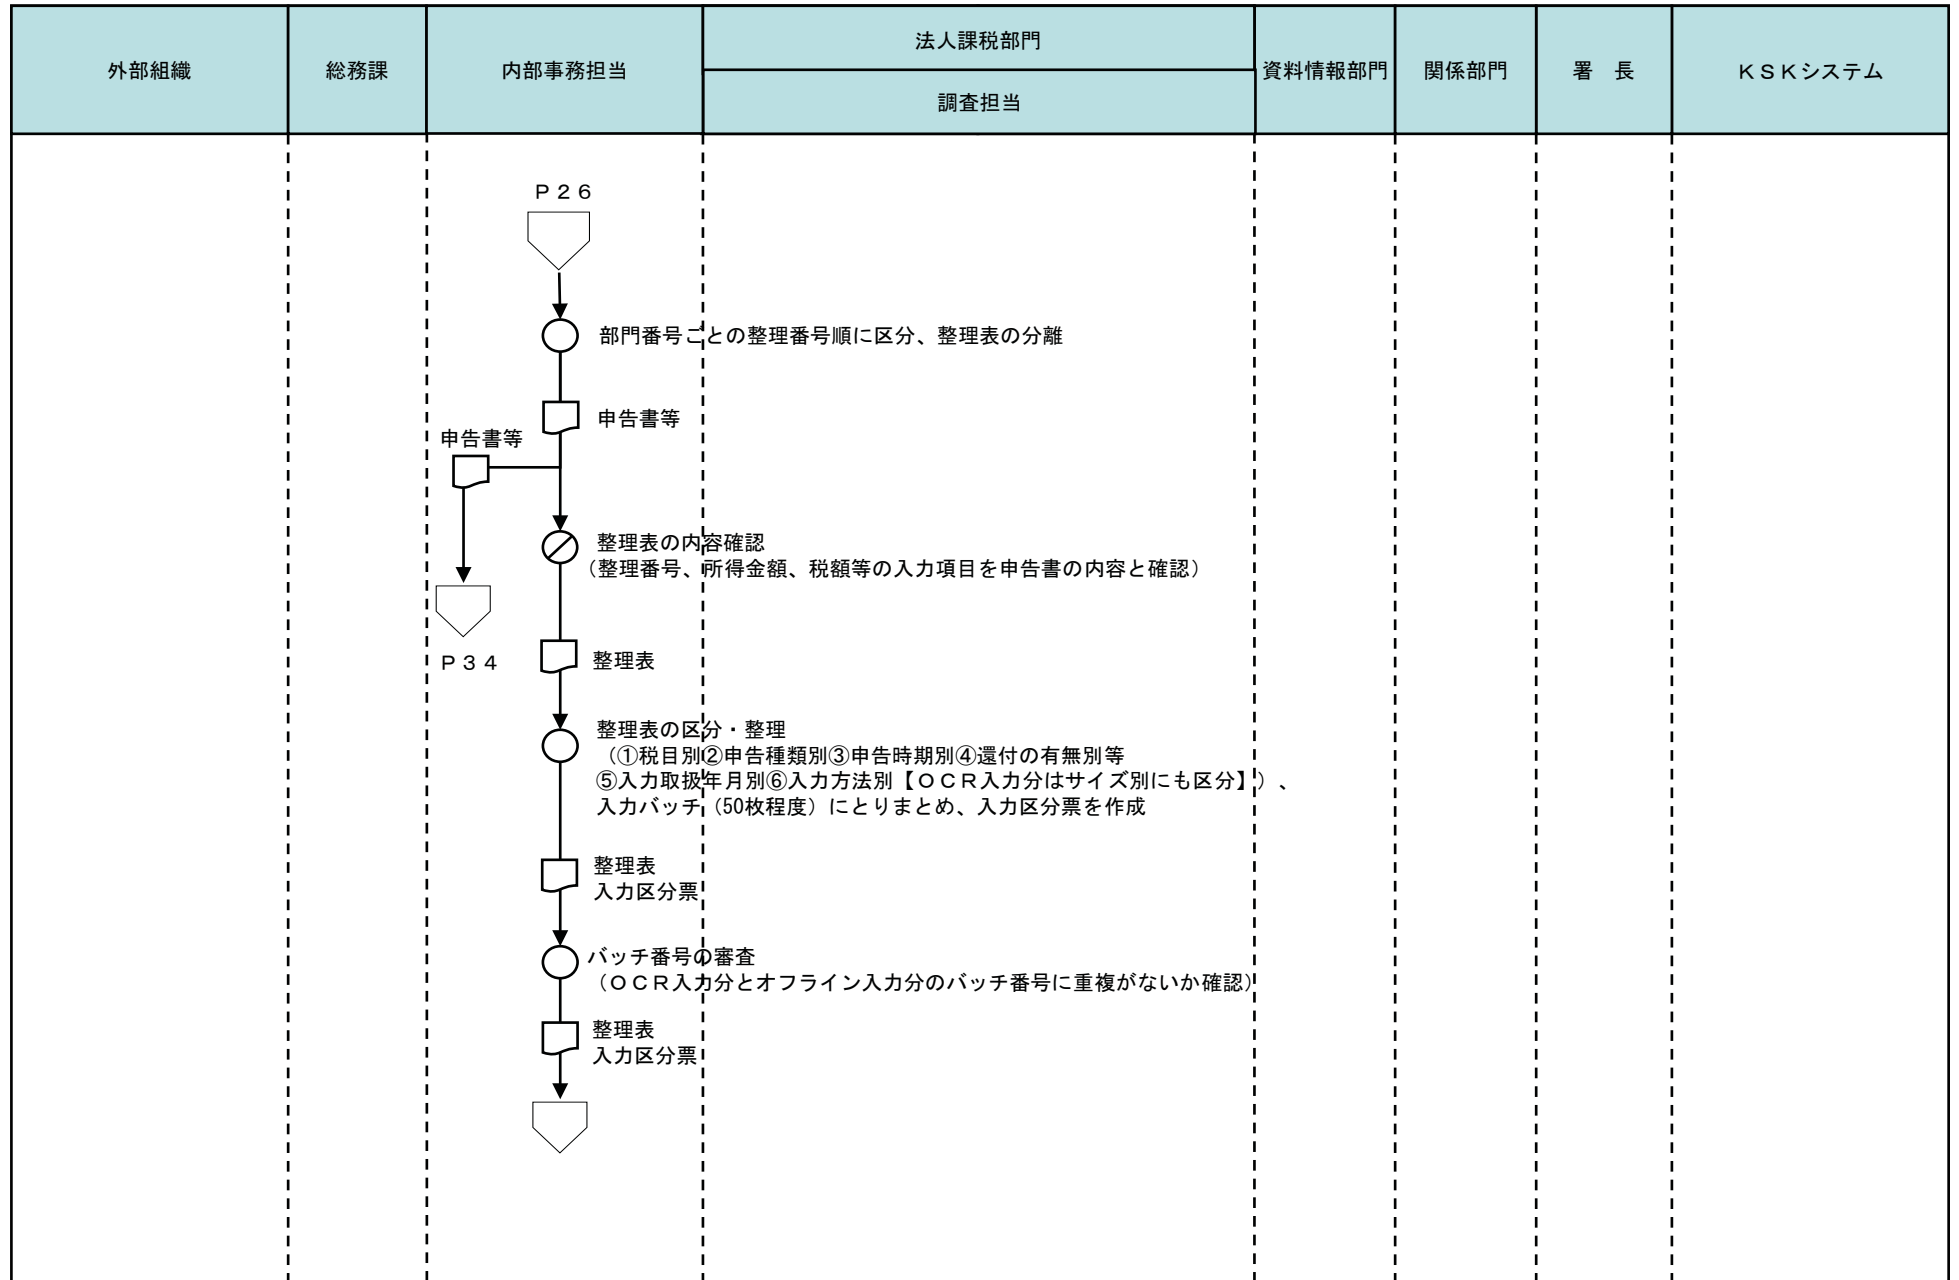 外部組織
総務課
内部事務担当
法人課税部門
調査担当
資料情報部門
関係部門
署　長
ＫＳＫシステム
Ｐ２６
部門番号ごとの整理番号順に区分、整理表の分離
申告書等
申告書等
整理表の内容確認
（整理番号、所得金額、税額等の入力項目を申告書の内容と確認）
Ｐ３４
整理表
整理表の区分・整理
（①税目別②申告種類別③申告時期別④還付の有無別等
⑤入力取扱年月別⑥入力方法別【ＯＣＲ入力分はサイズ別にも区分】）、
入力バッチ（50枚程度）にとりまとめ、入力区分票を作成
整理表
入力区分票
バッチ番号の審査
（ＯＣＲ入力分とオフライン入力分のバッチ番号に重複がないか確認）
整理表
入力区分票